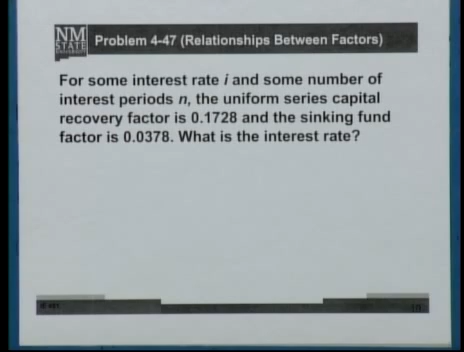 NM
STATE
Problem 4-47 (Relationships Between Factors)
For some interest rate i and some number of
interest periods n, the uniform series capital
recovery factor is 0.1728 and the sinking fund
factor is 0.0378. What is the interest rate?